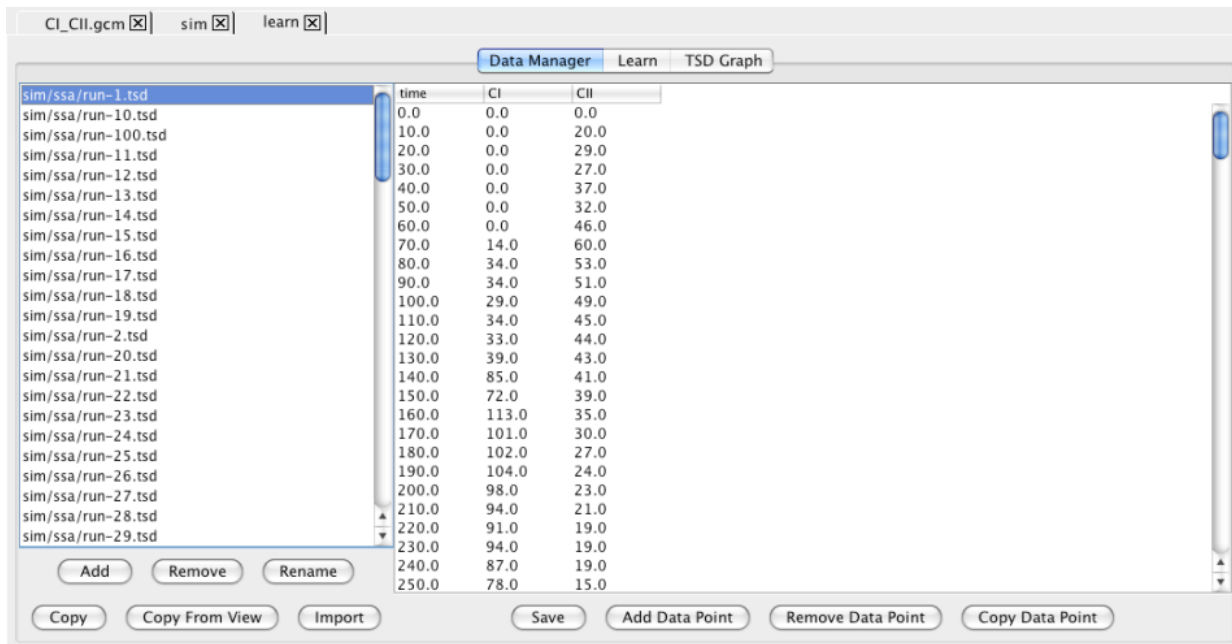 CI_CII.gcm sim learn
Data Manager Learn TSD Graph
sim/ssa/run-1.tsd
sim/ssa/run-10.tsd
sim/ssa/run-100.tsd
sim/ssa/run-11.tsd
sim/ssa/run-12.tsd
sim/ssa/run-13.tsd
sim/ssa/run-14.tsd
sim/ssa/run-15.tsd
sim/ssa/run-16.tsd
sim/ssa/run-17.tsd
sim/ssa/run-18.tsd
sim/ssa/run-19.tsd
sim/ssa/run-2.tsd
sim/ssa/run-20.tsd
sim/ssa/run-21.tsd
sim/ssa/run-22.tsd
sim/ssa/run-23.tsd
sim/ssa/run-24.tsd
sim/ssa/run-25.tsd
sim/ssa/run-26.tsd
sim/ssa/run-27.tsd
sim/ssa/run-28.tsd
sim/ssa/run-29.tsd
Add Remove Rename
Copy Copy From View Import
time CI CII
0.0 0.0 0.0
10.0 0.0 20.0
20.0 0.0 29.0
30.0 0.0 27.0
40.0 0.0 37.0
50.0 0.0 32.0
60.0 0.0 46.0
70.0 14.0 60.0
80.0 34.0 53.0
90.0 34.0 51.0
100.0 29.0 49.0
110.0 34.0 45.0
120.0 33.0 44.0
130.0 39.0 43.0
140.0 85.0 41.0
150.0 72.0 39.0
160.0 113.0 35.0
170.0 101.0 30.0
180.0 102.0 27.0
190.0 104.0 24.0
200.0 98.0 23.0
210.0 94.0 21.0
220.0 91.0 19.0
230.0 94.0 19.0
240.0 87.0 19.0
250.0 78.0 15.0
Save Add Data Point Remove Data Point Copy Data Point